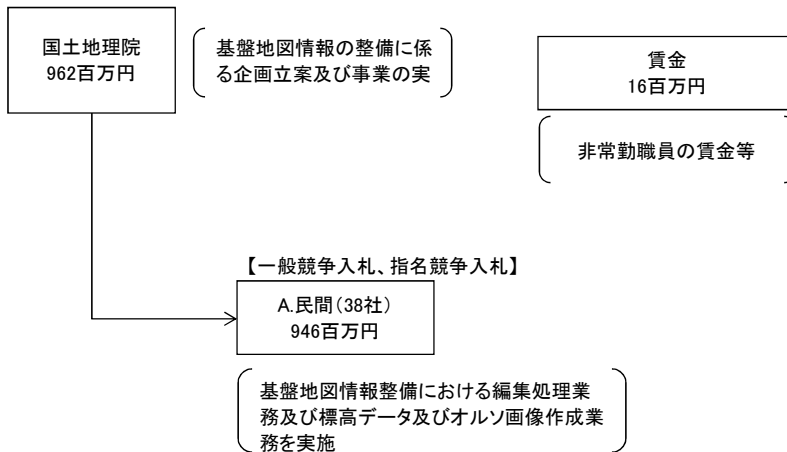 国土地理院
962百万円
基盤地図情報の整備に係
る企画立案及び事業の実
賃金
16百万円
非常勤職員の賃金等
【一般競争入札、指名競争入札】
A.民間（38社）
946百万円
基盤地図情報整備における編集処理業
務及び標高データ及びオルソ画像作成業
務を実施